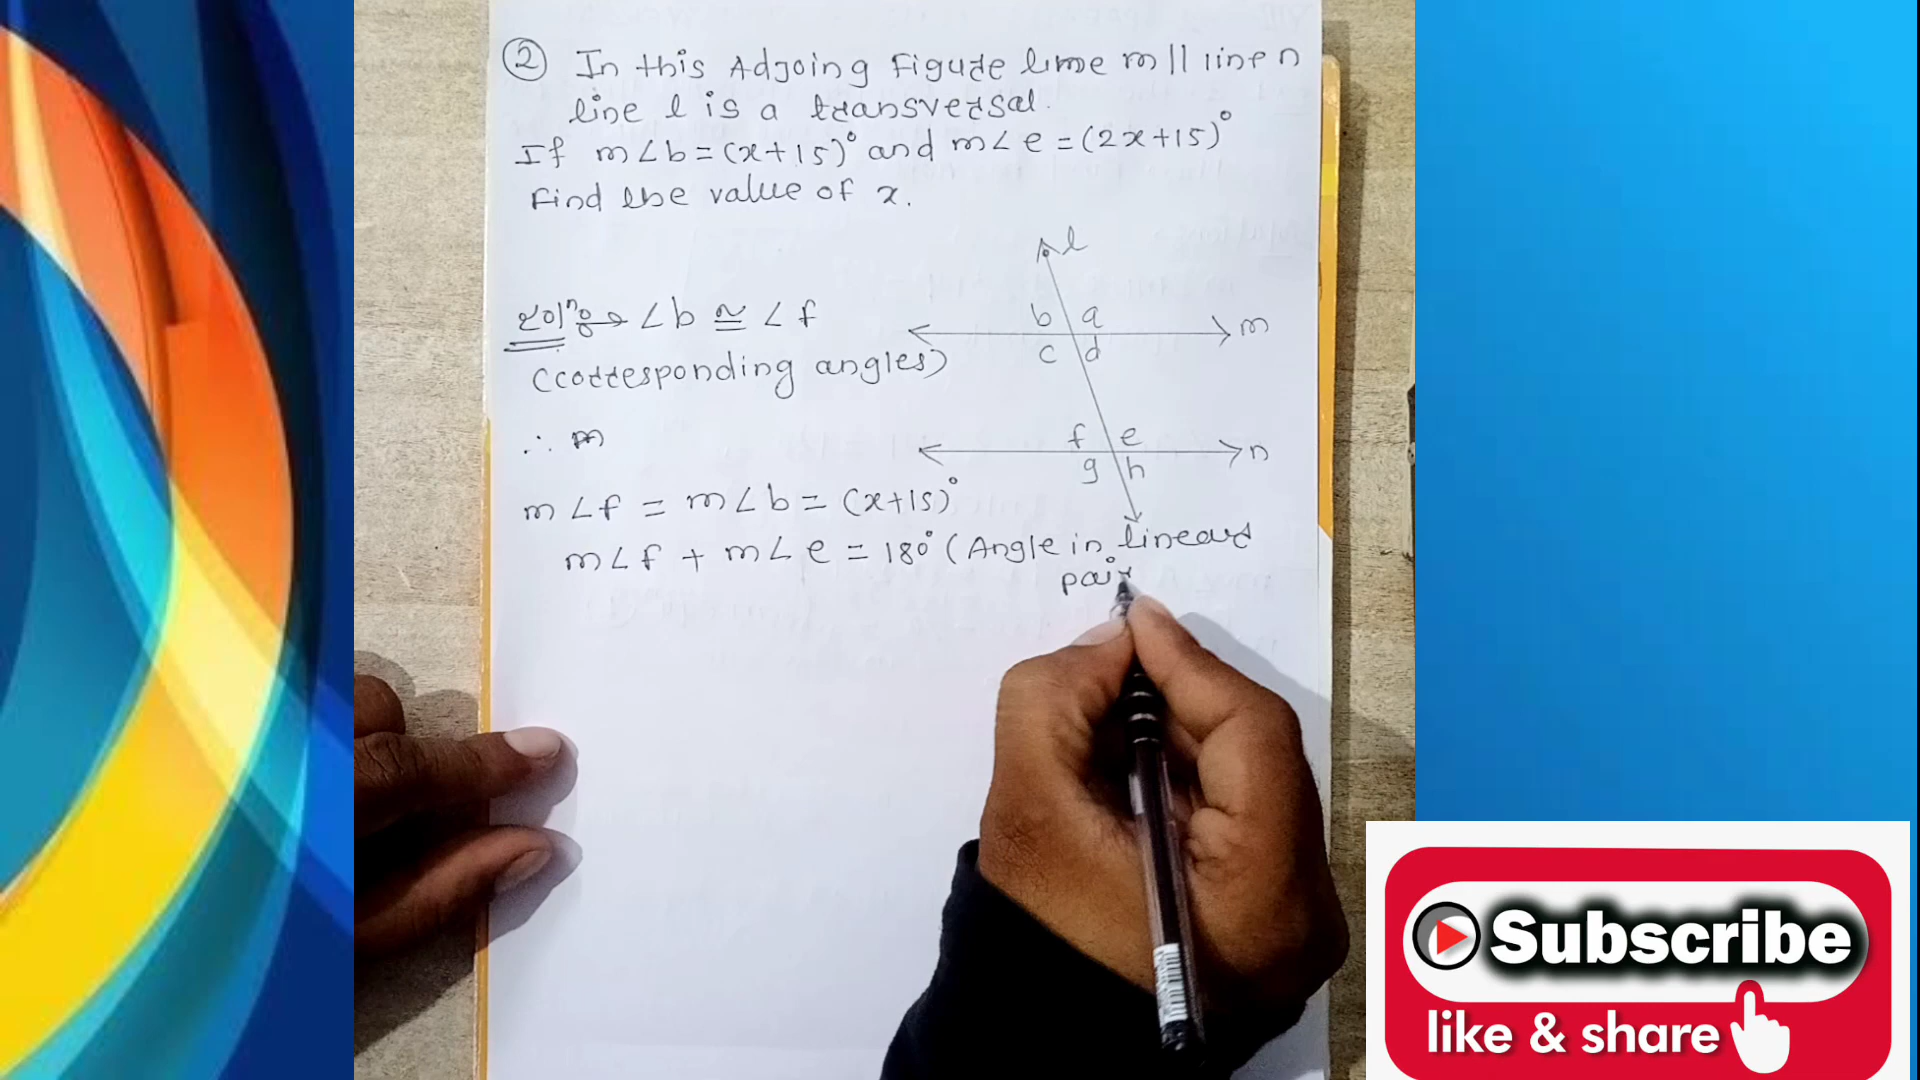 ② In this Adjoing Figure line m || line n
line l is a transversal.
If m∠b = (x+15)° and m∠e = (2x+15)°
Find the value of x.
l
Solⁿ: → ∠b ≅ ∠f
b a
m
(Corresponding angles)
c d
∴ m
f e
n
g h
m∠f = m∠b = (x+15)°
m∠f + m∠e = 180° (Angle in linear
pair
Subscribe
like & share